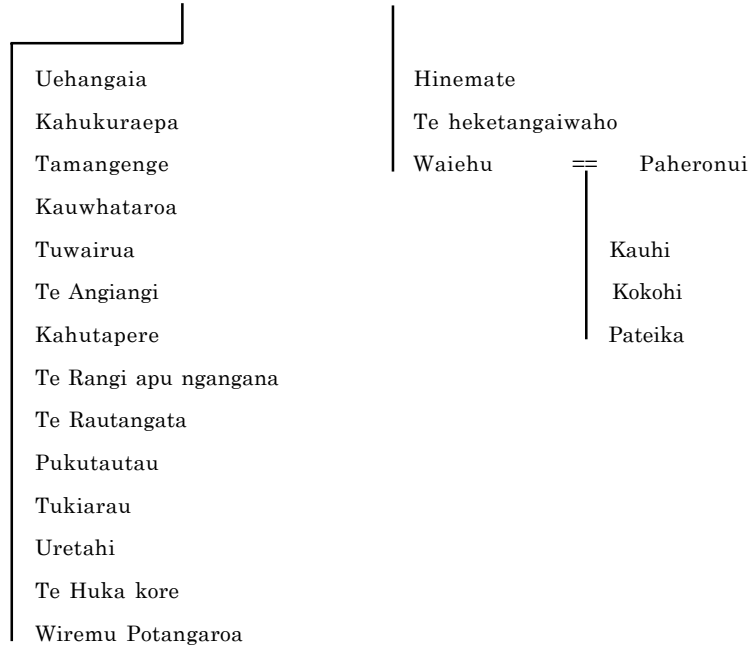 Uehangaia
Kahukuraepa
Tamangenge
Kauwhataroa
Tuwairua
Te Angiangi
Kahutapere
Te Rangi apu ngangana
Te Rautangata
Pukutautau
Tukiarau
Uretahi
Te Huka kore
Wiremu Potangaroa
Hinemate
Te heketangaiwaho
Waiehu == Paheronui
Kauhi
Kokohi
Pateika